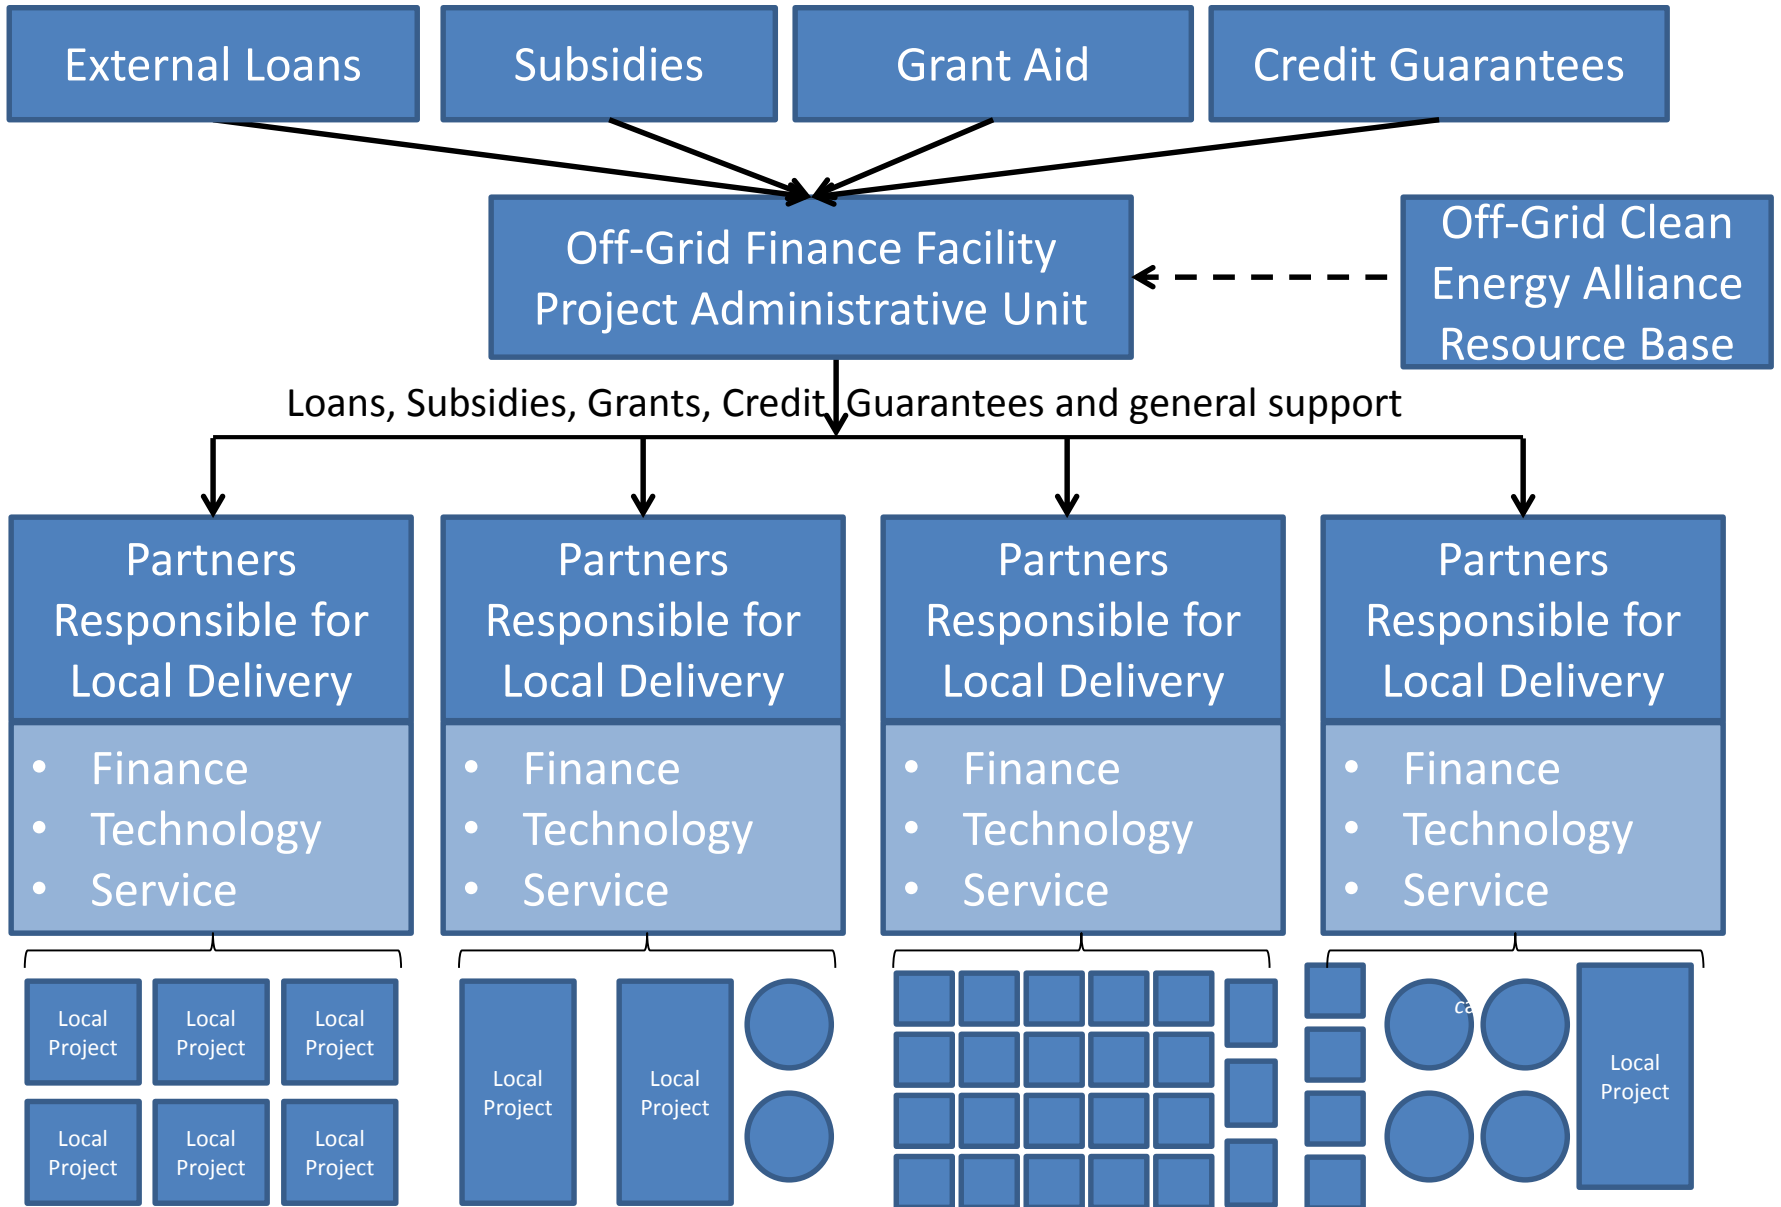 External Loans
Subsidies
Grant Aid
Credit Guarantees
Off-Grid Finance Facility
Project Administrative Unit
Off-Grid Clean
Energy Alliance
Resource Base
Loans, Subsidies, Grants, Credit Guarantees and general support
Partners
Responsible for
Local Delivery
• Finance
• Technology
• Service
Partners
Responsible for
Local Delivery
• Finance
• Technology
• Service
Partners
Responsible for
Local Delivery
• Finance
• Technology
• Service
Partners
Responsible for
Local Delivery
• Finance
• Technology
• Service
Local
Project
Local
Project
Local
Project
Local
Project
Local
Project
Local
Project
Local
Project
Local
Project
Local
Project